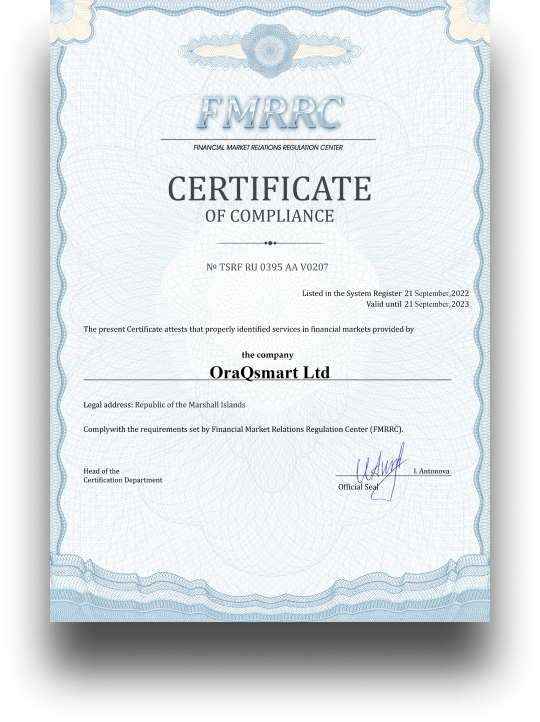 FMRRC
FINANCIAL MARKET RELATIONS REGULATION CENTER
CERTIFICATE
OF COMPLIANCE
№ TSRF RU 0395 AA V0207
Listed in the System Register 21 September,2022
Valid until 21 September,2023
The present Certificate attests that properly identified services in financial markets provided by
the company
OraQsmart Ltd
Legal address: Republic of the Marshall Islands
Complywith the requirements set by Financial Market Relations Regulation Center (FMRRC).
Head of the
Certification Department
I. Antonova
Official Seal